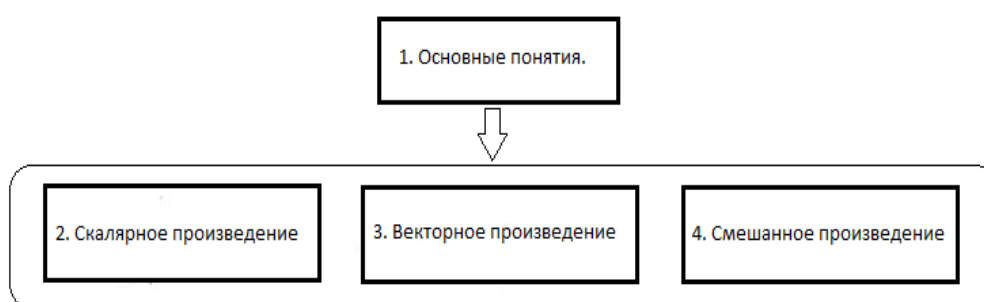 1. Основные понятия.
2. Скалярное произведение
3. Векторное произведение
4. Смешанное произведение